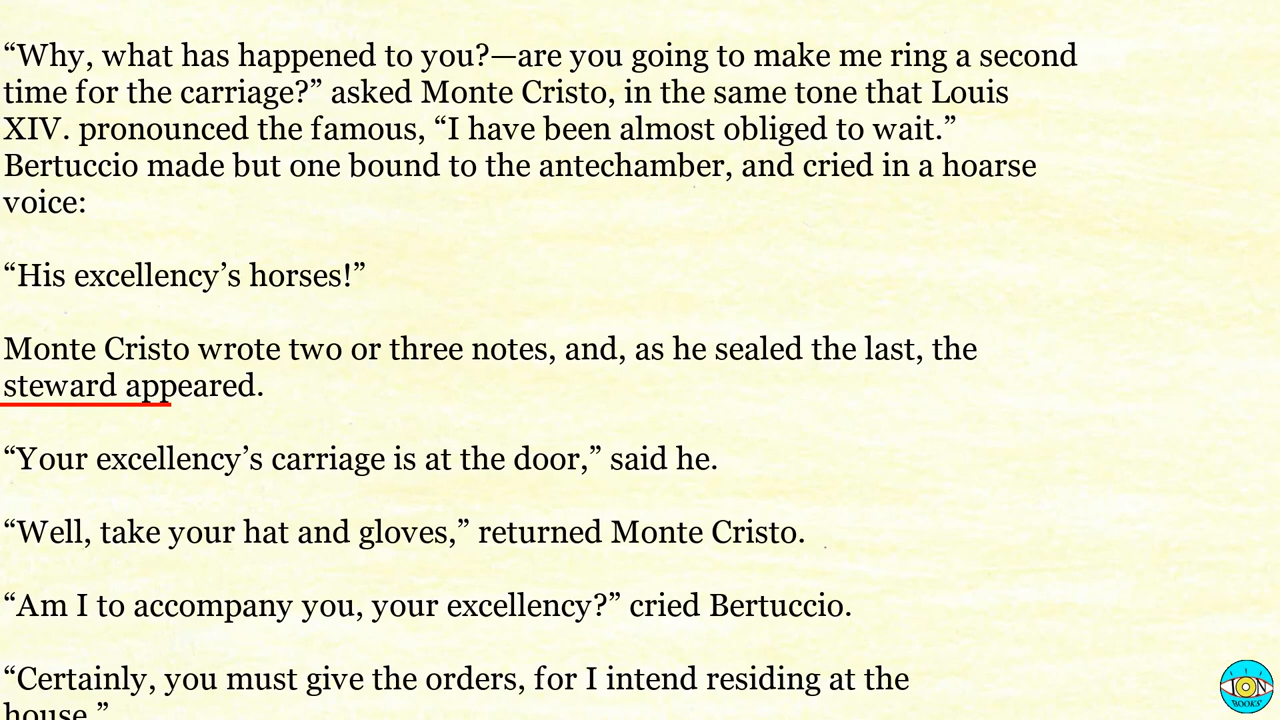 “Why, what has happened to you?—are you going to make me ring a second
time for the carriage?” asked Monte Cristo, in the same tone that Louis
XIV. pronounced the famous, “I have been almost obliged to wait.”
Bertuccio made but one bound to the antechamber, and cried in a hoarse
voice:
“His excellency’s horses!”
Monte Cristo wrote two or three notes, and, as he sealed the last, the
steward appeared.
“Your excellency’s carriage is at the door,” said he.
“Well, take your hat and gloves,” returned Monte Cristo.
“Am I to accompany you, your excellency?” cried Bertuccio.
“Certainly, you must give the orders, for I intend residing at the
house.”
ION
BOOKS